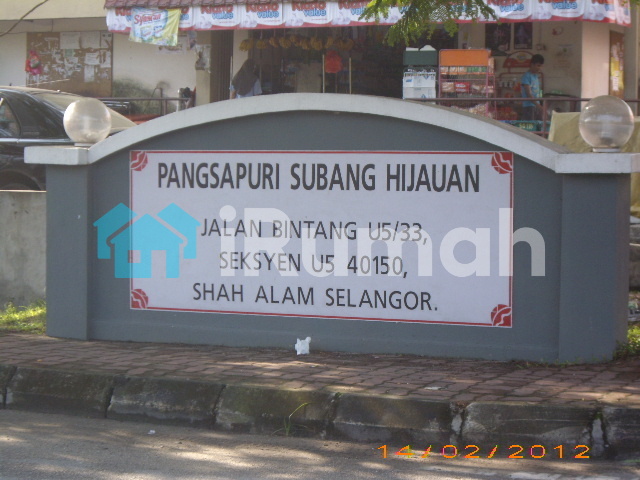 PANGSAPURI SUBANG HIJAUAN
JALAN BINTANG U5/33,
SEKSYEN U5 40150,
SHAH ALAM SELANGOR.
iRumah
14/02/2012